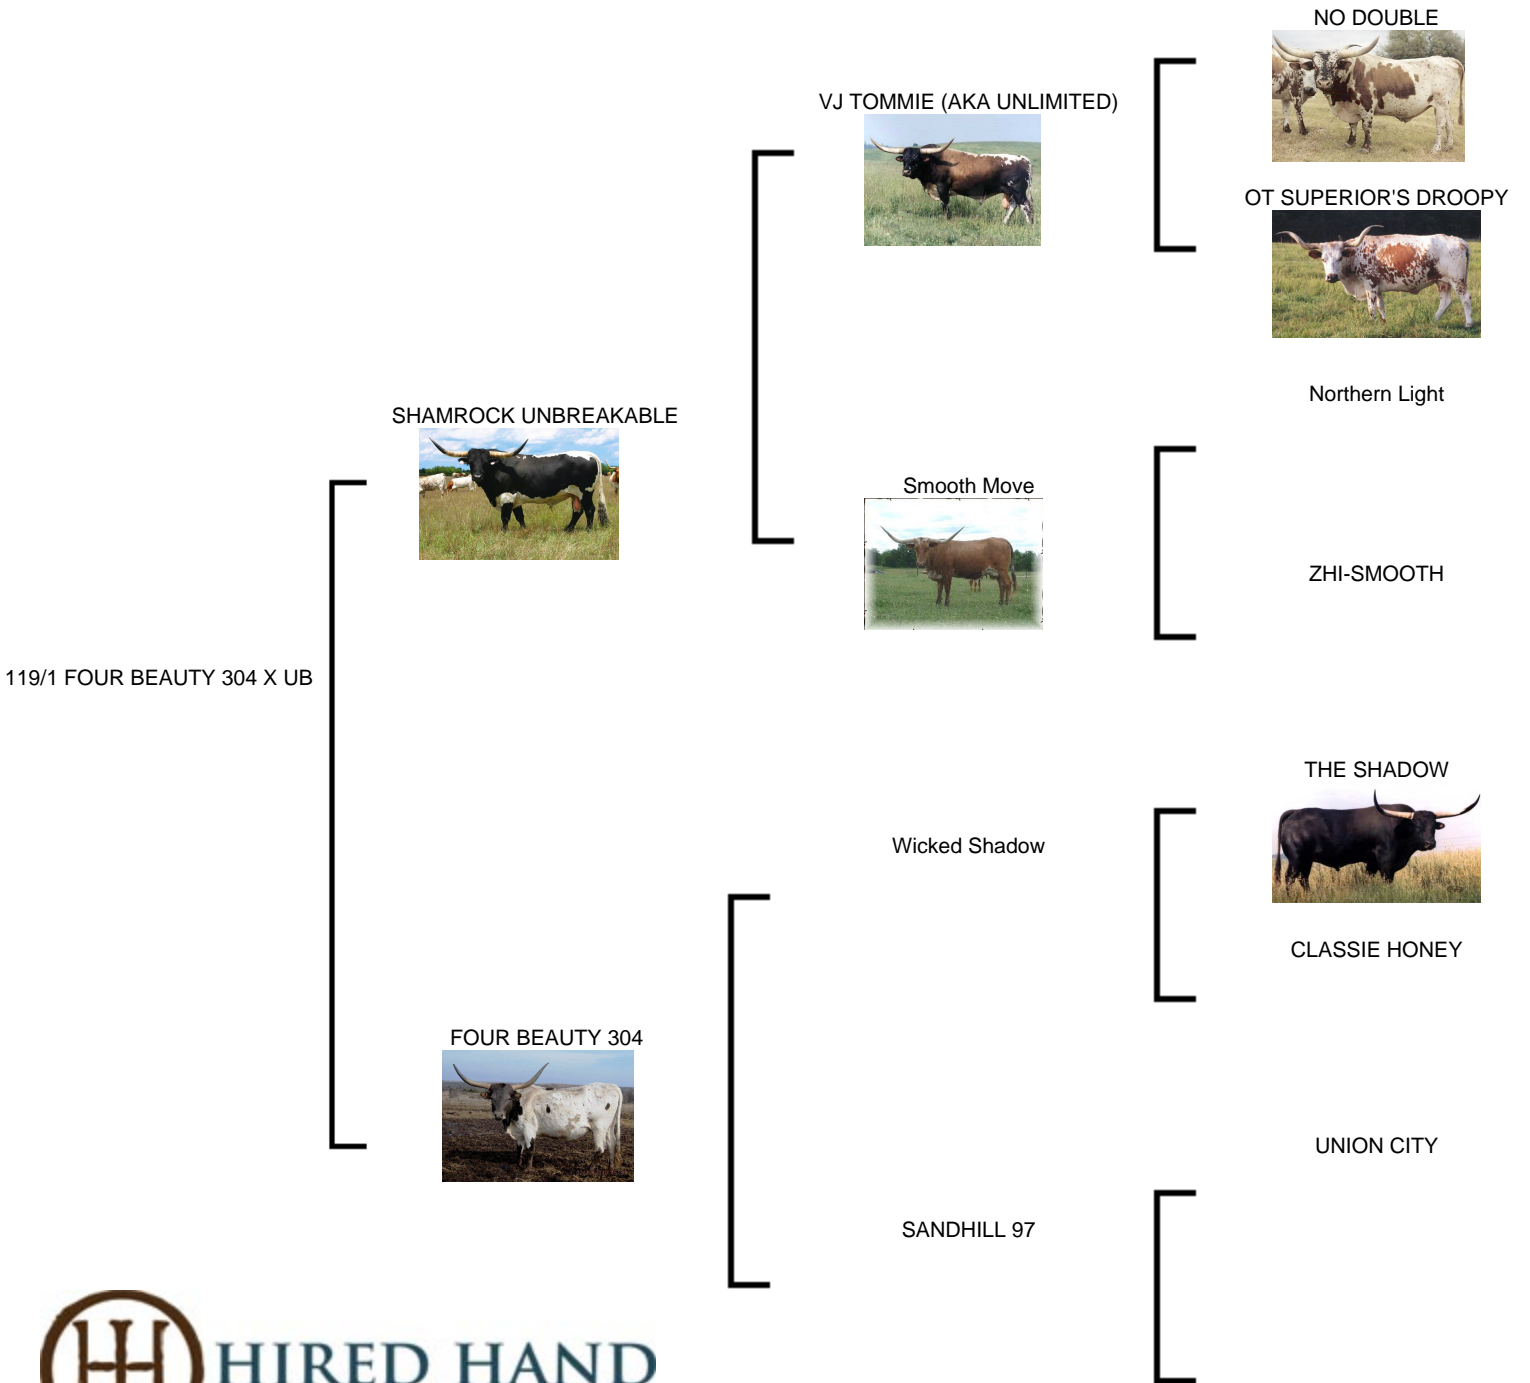 NO DOUBLE
VJ TOMMIE (AKA UNLIMITED)
OT SUPERIOR'S DROOPY
Northern Light
SHAMROCK UNBREAKABLE
Smooth Move
ZHI-SMOOTH
119/1 FOUR BEAUTY 304 X UB
THE SHADOW
Wicked Shadow
CLASSIE HONEY
FOUR BEAUTY 304
UNION CITY
SANDHILL 97
HIRED HAND